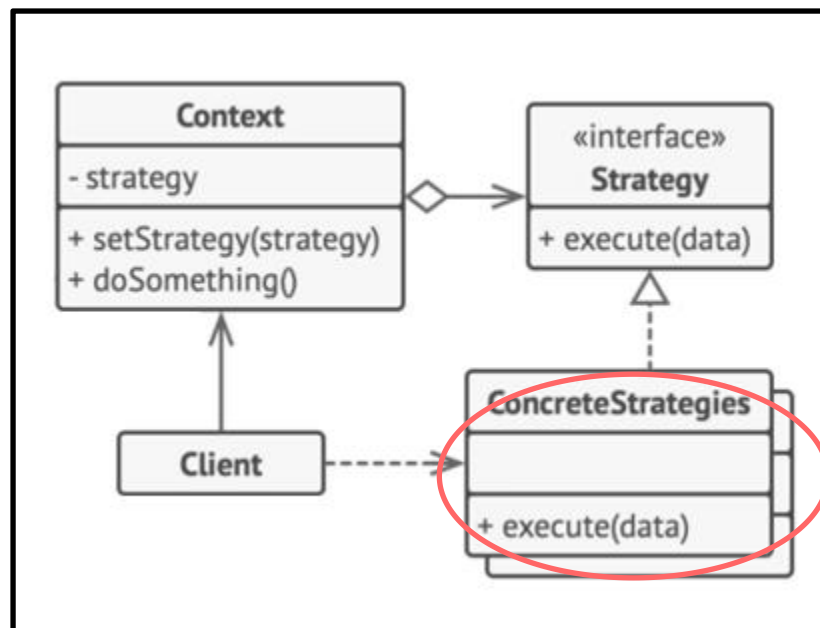 Context
- strategy
+ setStrategy(strategy)
+ doSomething()
«interface»
Strategy
+ execute(data)
Client
ConcreteStrategies
+ execute(data)